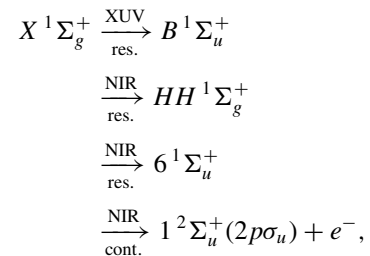 X ¹Σ_g⁺ —XUV/res.→ B ¹Σ_u⁺
—NIR/res.→ HH ¹Σ_g⁺
—NIR/res.→ 6 ¹Σ_u⁺
—NIR/cont.→ 1 ²Σ_u⁺(2pσ_u) + e⁻,